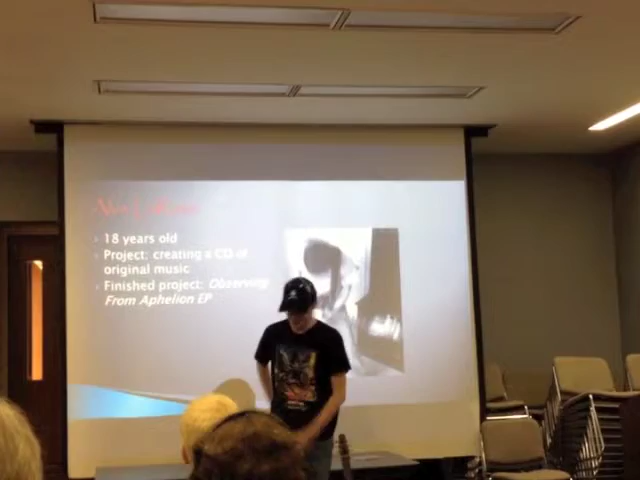 18 years old
Project: creating a CD of
original music
Finished project: Observing
From Aphelion EP